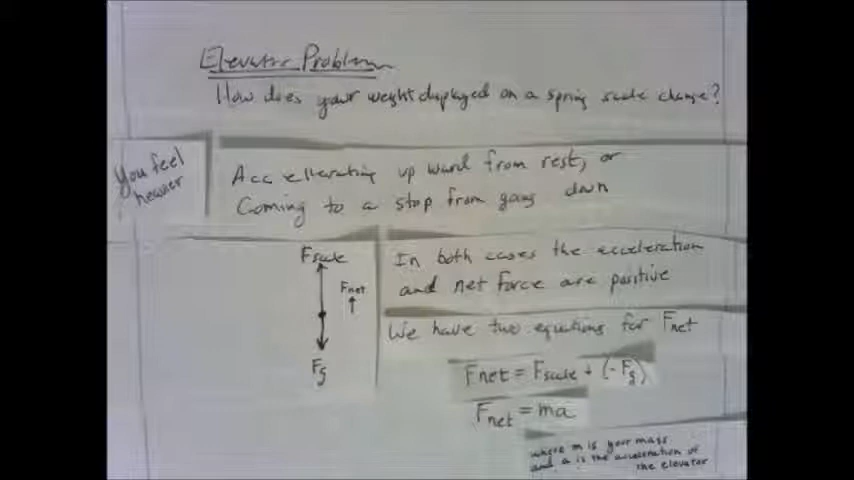 Elevator Problem
How does your weight displayed on a spring scale change?
You feel
heavier
Accellerating upward from rest, or
Coming to a stop from going down
Fscale
Fnet
Fg
In both cases the acceleration
and net force are positive
We have two equations for Fnet
Fnet = Fscale + (-Fg)
Fnet = ma
where m is your mass
and a is the acceleration of
the elevator